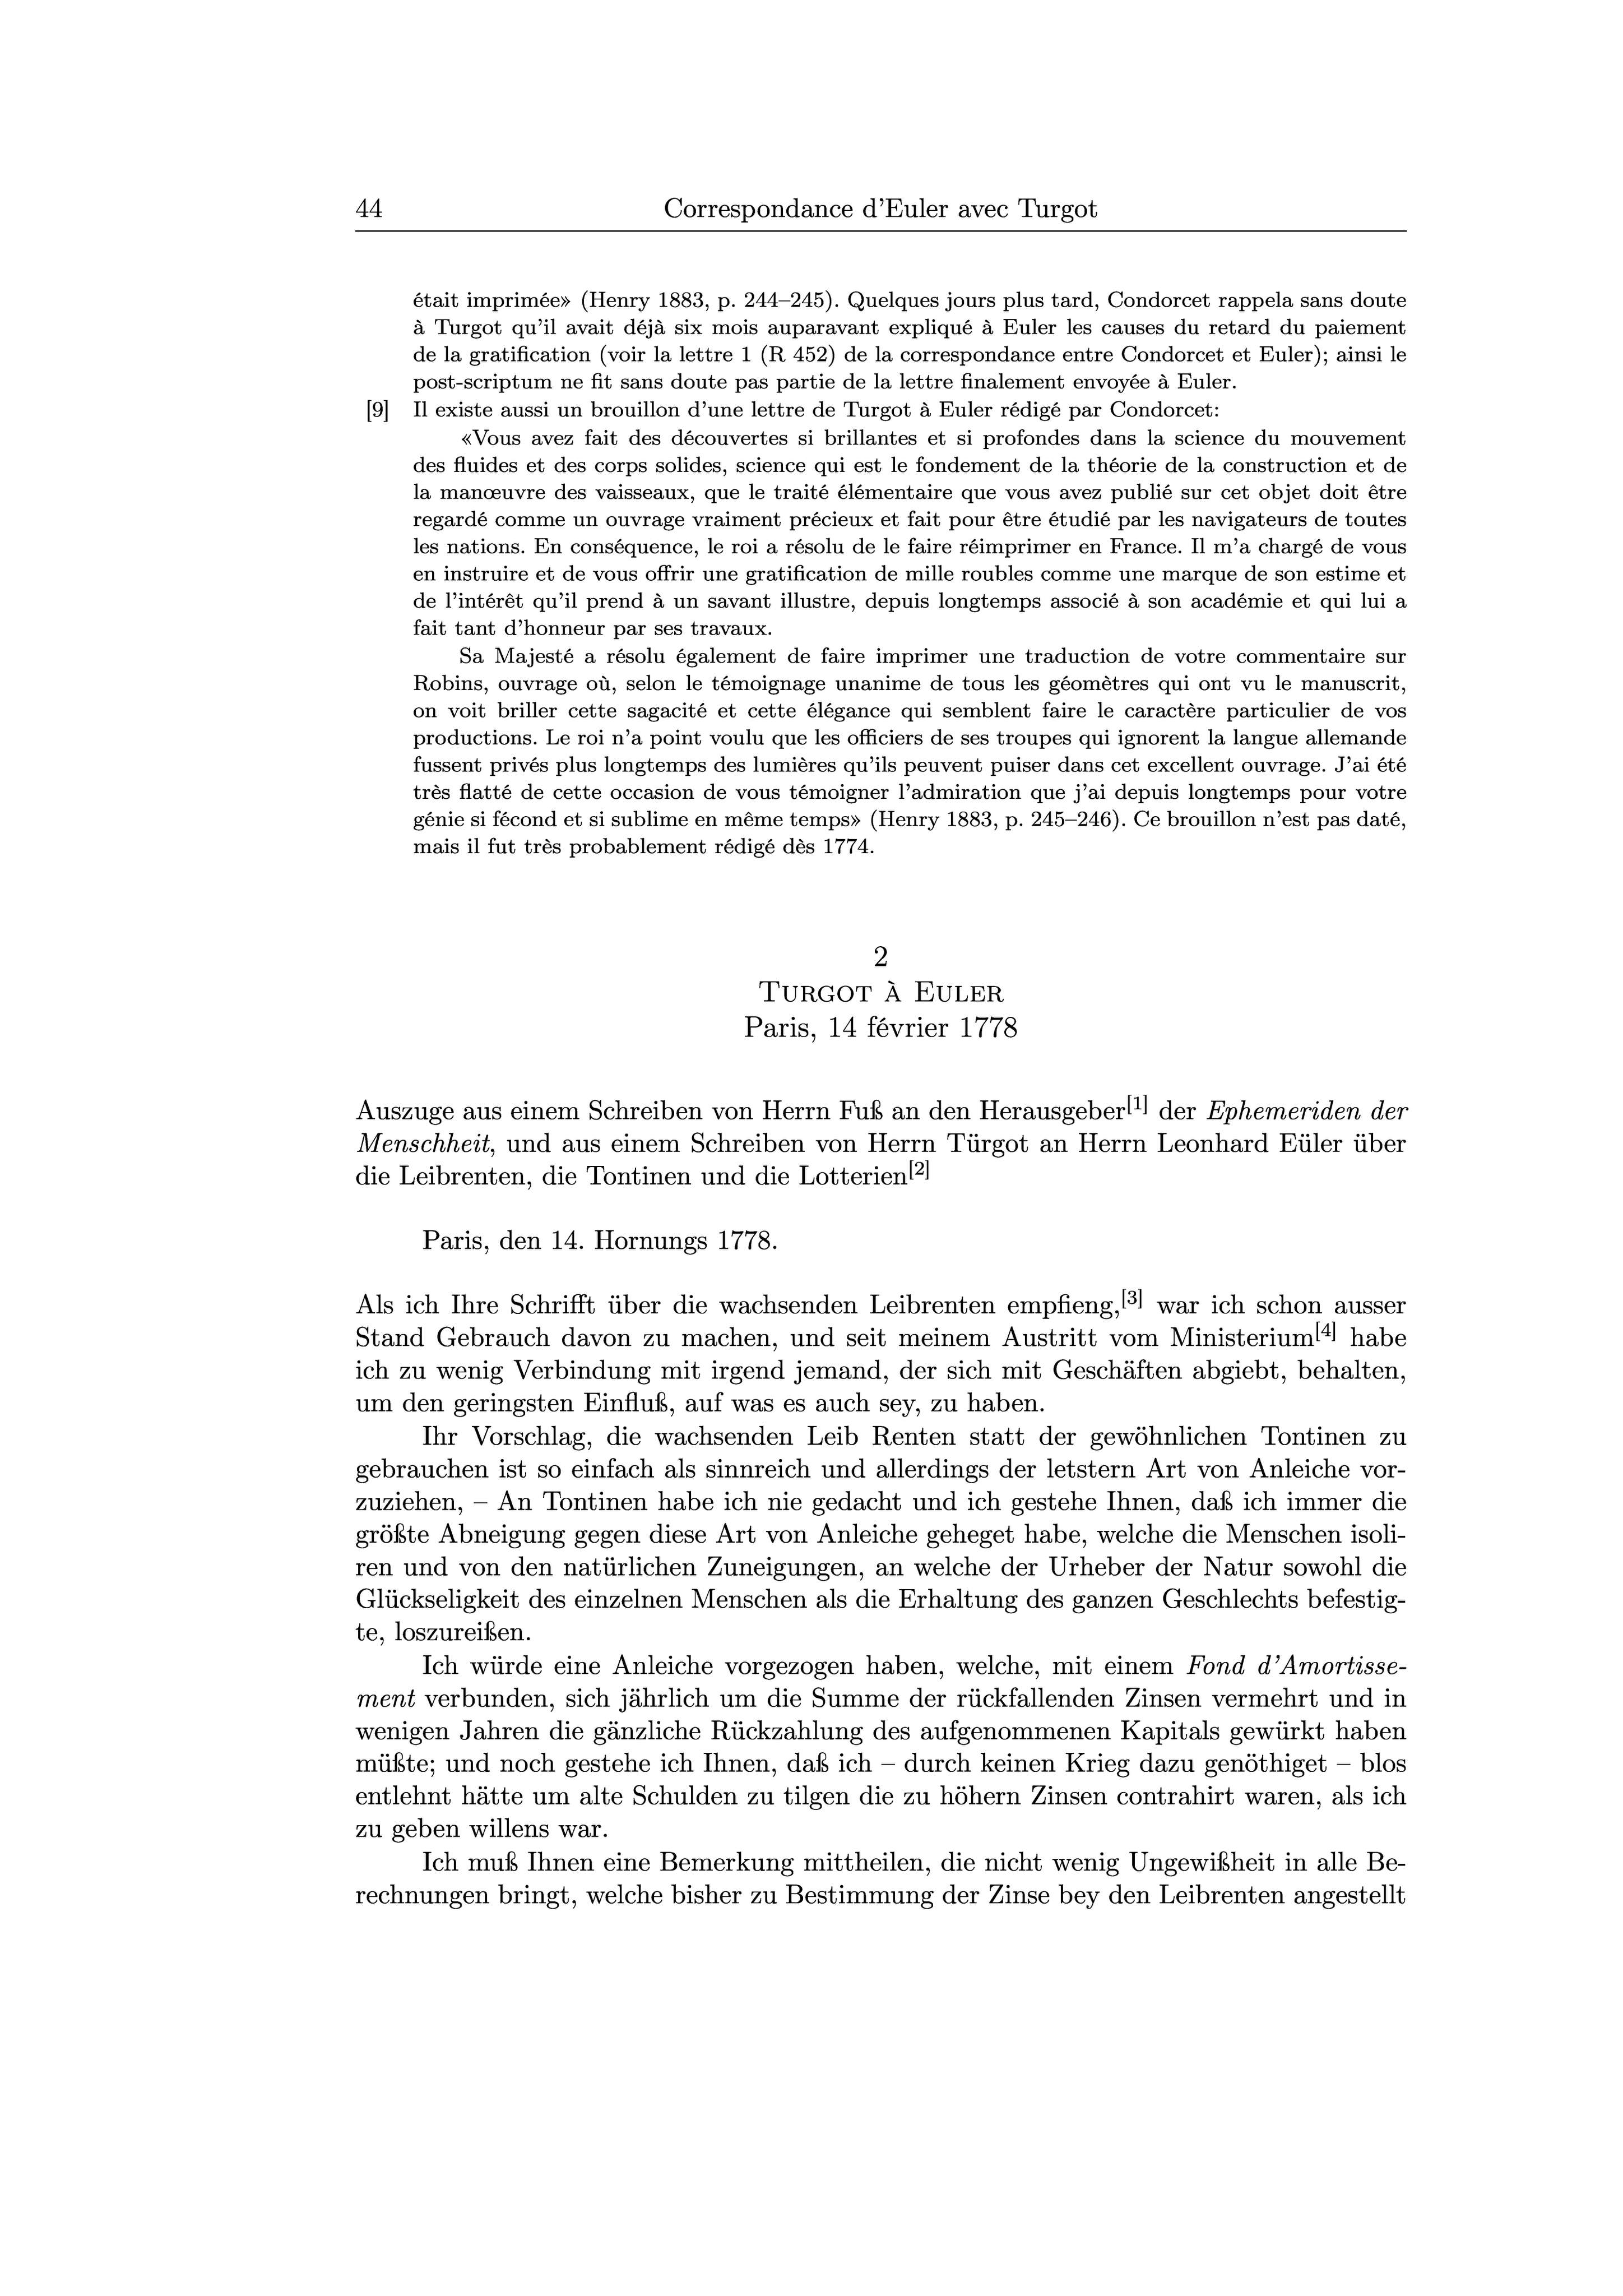 44
Correspondance d'Euler avec Turgot
était imprimée» (Henry 1883, p. 244–245). Quelques jours plus tard, Condorcet rappela sans doute
à Turgot qu'il avait déjà six mois auparavant expliqué à Euler les causes du retard du paiement
de la gratification (voir la lettre 1 (R 452) de la correspondance entre Condorcet et Euler); ainsi le
post-scriptum ne fit sans doute pas partie de la lettre finalement envoyée à Euler.
[9] Il existe aussi un brouillon d'une lettre de Turgot à Euler rédigé par Condorcet:
«Vous avez fait des découvertes si brillantes et si profondes dans la science du mouvement
des fluides et des corps solides, science qui est le fondement de la théorie de la construction et de
la manœuvre des vaisseaux, que le traité élémentaire que vous avez publié sur cet objet doit être
regardé comme un ouvrage vraiment précieux et fait pour être étudié par les navigateurs de toutes
les nations. En conséquence, le roi a résolu de le faire réimprimer en France. Il m'a chargé de vous
en instruire et de vous offrir une gratification de mille roubles comme une marque de son estime et
de l'intérêt qu'il prend à un savant illustre, depuis longtemps associé à son académie et qui lui a
fait tant d'honneur par ses travaux.
Sa Majesté a résolu également de faire imprimer une traduction de votre commentaire sur
Robins, ouvrage où, selon le témoignage unanime de tous les géomètres qui ont vu le manuscrit,
on voit briller cette sagacité et cette élégance qui semblent faire le caractère particulier de vos
productions. Le roi n'a point voulu que les officiers de ses troupes qui ignorent la langue allemande
fussent privés plus longtemps des lumières qu'ils peuvent puiser dans cet excellent ouvrage. J'ai été
très flatté de cette occasion de vous témoigner l'admiration que j'ai depuis longtemps pour votre
génie si fécond et si sublime en même temps» (Henry 1883, p. 245–246). Ce brouillon n'est pas daté,
mais il fut très probablement rédigé dès 1774.
2
Turgot à Euler
Paris, 14 février 1778
Auszuge aus einem Schreiben von Herrn Fuß an den Herausgeber[1] der Ephemeriden der
Menschheit, und aus einem Schreiben von Herrn Türgot an Herrn Leonhard Eüler über
die Leibrenten, die Tontinen und die Lotterien[2]
Paris, den 14. Hornungs 1778.
Als ich Ihre Schrifft über die wachsenden Leibrenten empfieng,[3] war ich schon ausser
Stand Gebrauch davon zu machen, und seit meinem Austritt vom Ministerium[4] habe
ich zu wenig Verbindung mit irgend jemand, der sich mit Geschäften abgiebt, behalten,
um den geringsten Einfluß, auf was es auch sey, zu haben.
Ihr Vorschlag, die wachsenden Leib Renten statt der gewöhnlichen Tontinen zu
gebrauchen ist so einfach als sinnreich und allerdings der letstern Art von Anleiche vor-
zuziehen, – An Tontinen habe ich nie gedacht und ich gestehe Ihnen, daß ich immer die
größte Abneigung gegen diese Art von Anleiche geheget habe, welche die Menschen isoli-
ren und von den natürlichen Zuneigungen, an welche der Urheber der Natur sowohl die
Glückseligkeit des einzelnen Menschen als die Erhaltung des ganzen Geschlechts befestig-
te, loszureißen.
Ich würde eine Anleiche vorgezogen haben, welche, mit einem Fond d'Amortisse-
ment verbunden, sich jährlich um die Summe der rückfallenden Zinsen vermehrt und in
wenigen Jahren die gänzliche Rückzahlung des aufgenommenen Kapitals gewürkt haben
müßte; und noch gestehe ich Ihnen, daß ich – durch keinen Krieg dazu genöthiget – blos
entlehnt hätte um alte Schulden zu tilgen die zu höhern Zinsen contrahirt waren, als ich
zu geben willens war.
Ich muß Ihnen eine Bemerkung mittheilen, die nicht wenig Ungewißheit in alle Be-
rechnungen bringt, welche bisher zu Bestimmung der Zinse bey den Leibrenten angestellt